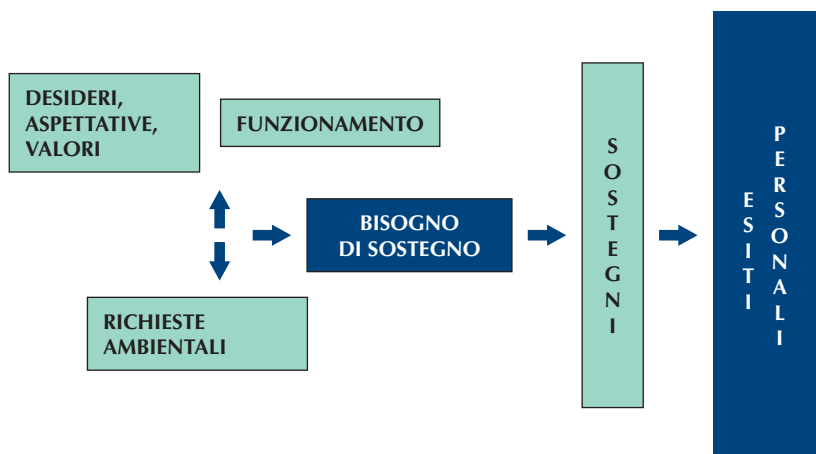 DESIDERI,
ASPETTATIVE,
VALORI
FUNZIONAMENTO
RICHIESTE
AMBIENTALI
BISOGNO
DI SOSTEGNO
SOSTEGNI
ESITI
PERSONALI